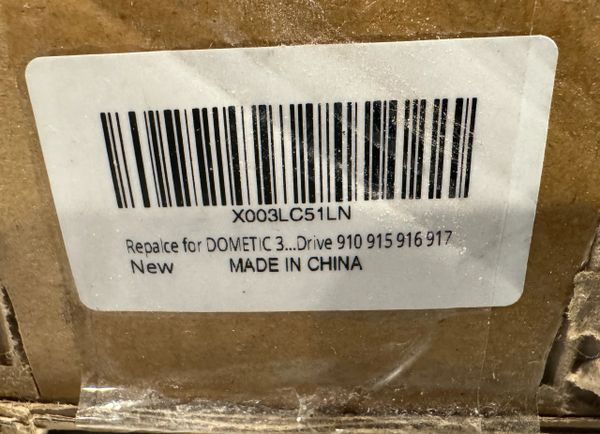 X003LC51LN
Repalce for DOMETIC 3...Drive 910 915 916 917
New MADE IN CHINA